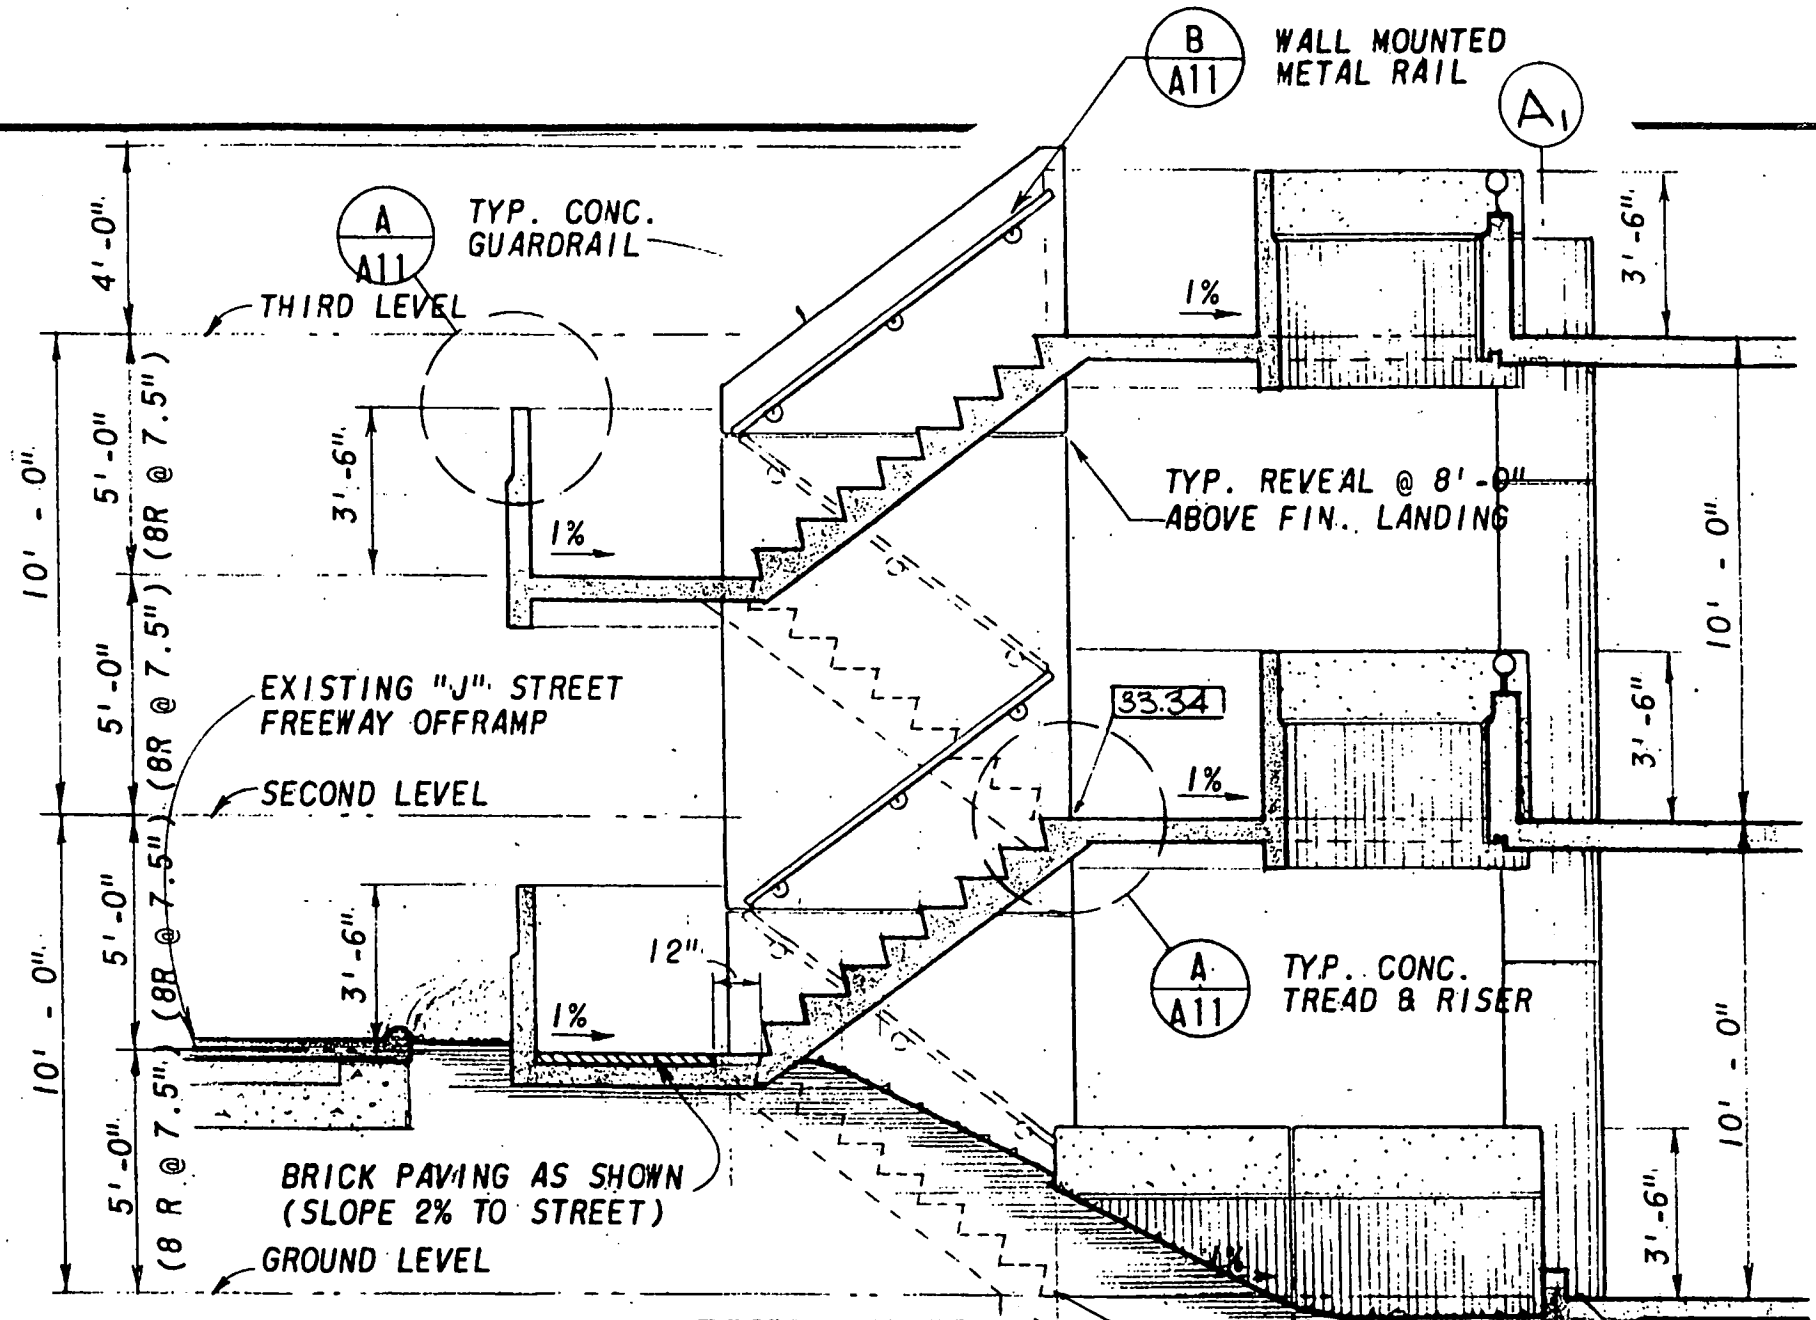 B
A11
WALL MOUNTED
METAL RAIL
A1
A
A11
TYP. CONC.
GUARDRAIL
4'-0"
3'-6"
THIRD LEVEL
1%
10'-0"
5'-0"
(8R @ 7.5")
3'-6"
1%
TYP. REVEAL @ 8'-0"
ABOVE FIN. LANDING
10'-0"
5'-0"
(8R @ 7.5")
EXISTING "J" STREET
FREEWAY OFFRAMP
33.34
3'-6"
1%
SECOND LEVEL
10'-0"
5'-0"
(8R @ 7.5")
3'-6"
12"
1%
A
A11
TYP. CONC.
TREAD & RISER
10'-0"
5'-0"
(8 R @ 7.5")
BRICK PAVING AS SHOWN
(SLOPE 2% TO STREET)
3'-6"
GROUND LEVEL